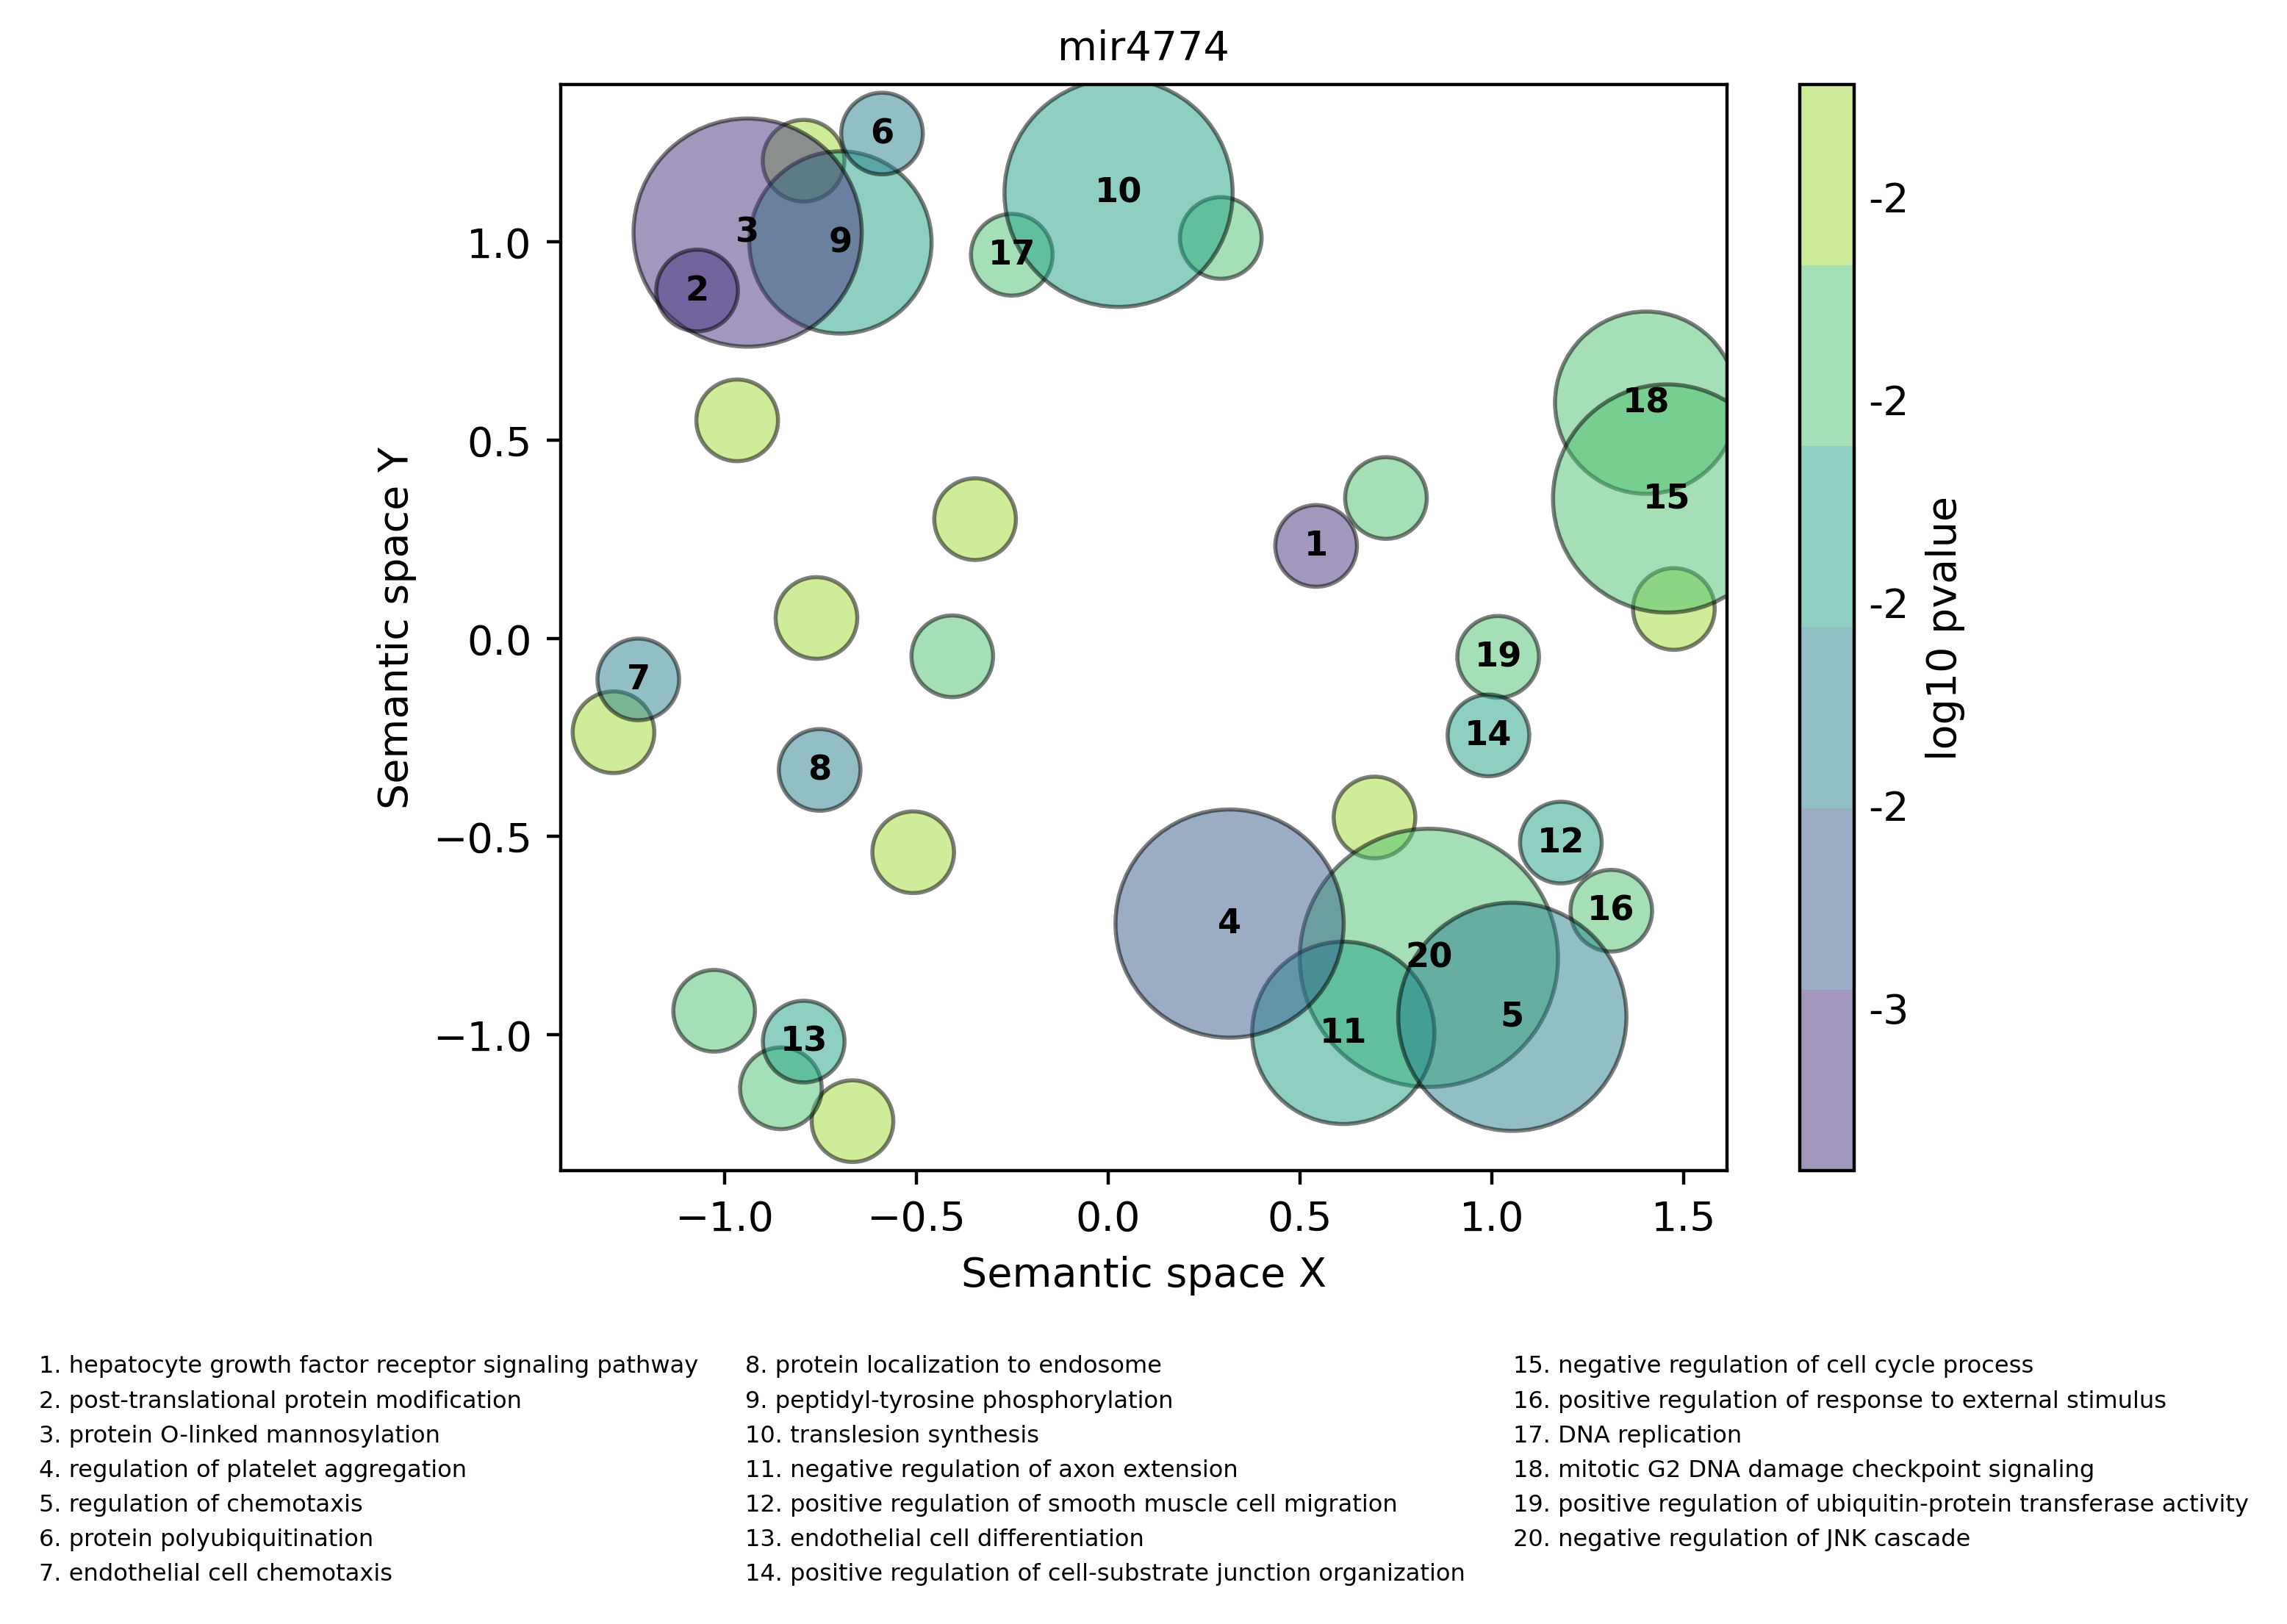 mir4774
6
10
3
9
17
2
1.0
-2
18
-2
0.5
15
1
Semantic space Y
log10 pvalue
0.0
-2
19
7
14
8
−0.5
-2
12
16
4
20
5
11
13
−1.0
-3
−1.0 −0.5 0.0 0.5 1.0 1.5
Semantic space X
1. hepatocyte growth factor receptor signaling pathway
2. post-translational protein modification
3. protein O-linked mannosylation
4. regulation of platelet aggregation
5. regulation of chemotaxis
6. protein polyubiquitination
7. endothelial cell chemotaxis
8. protein localization to endosome
9. peptidyl-tyrosine phosphorylation
10. translesion synthesis
11. negative regulation of axon extension
12. positive regulation of smooth muscle cell migration
13. endothelial cell differentiation
14. positive regulation of cell-substrate junction organization
15. negative regulation of cell cycle process
16. positive regulation of response to external stimulus
17. DNA replication
18. mitotic G2 DNA damage checkpoint signaling
19. positive regulation of ubiquitin-protein transferase activity
20. negative regulation of JNK cascade